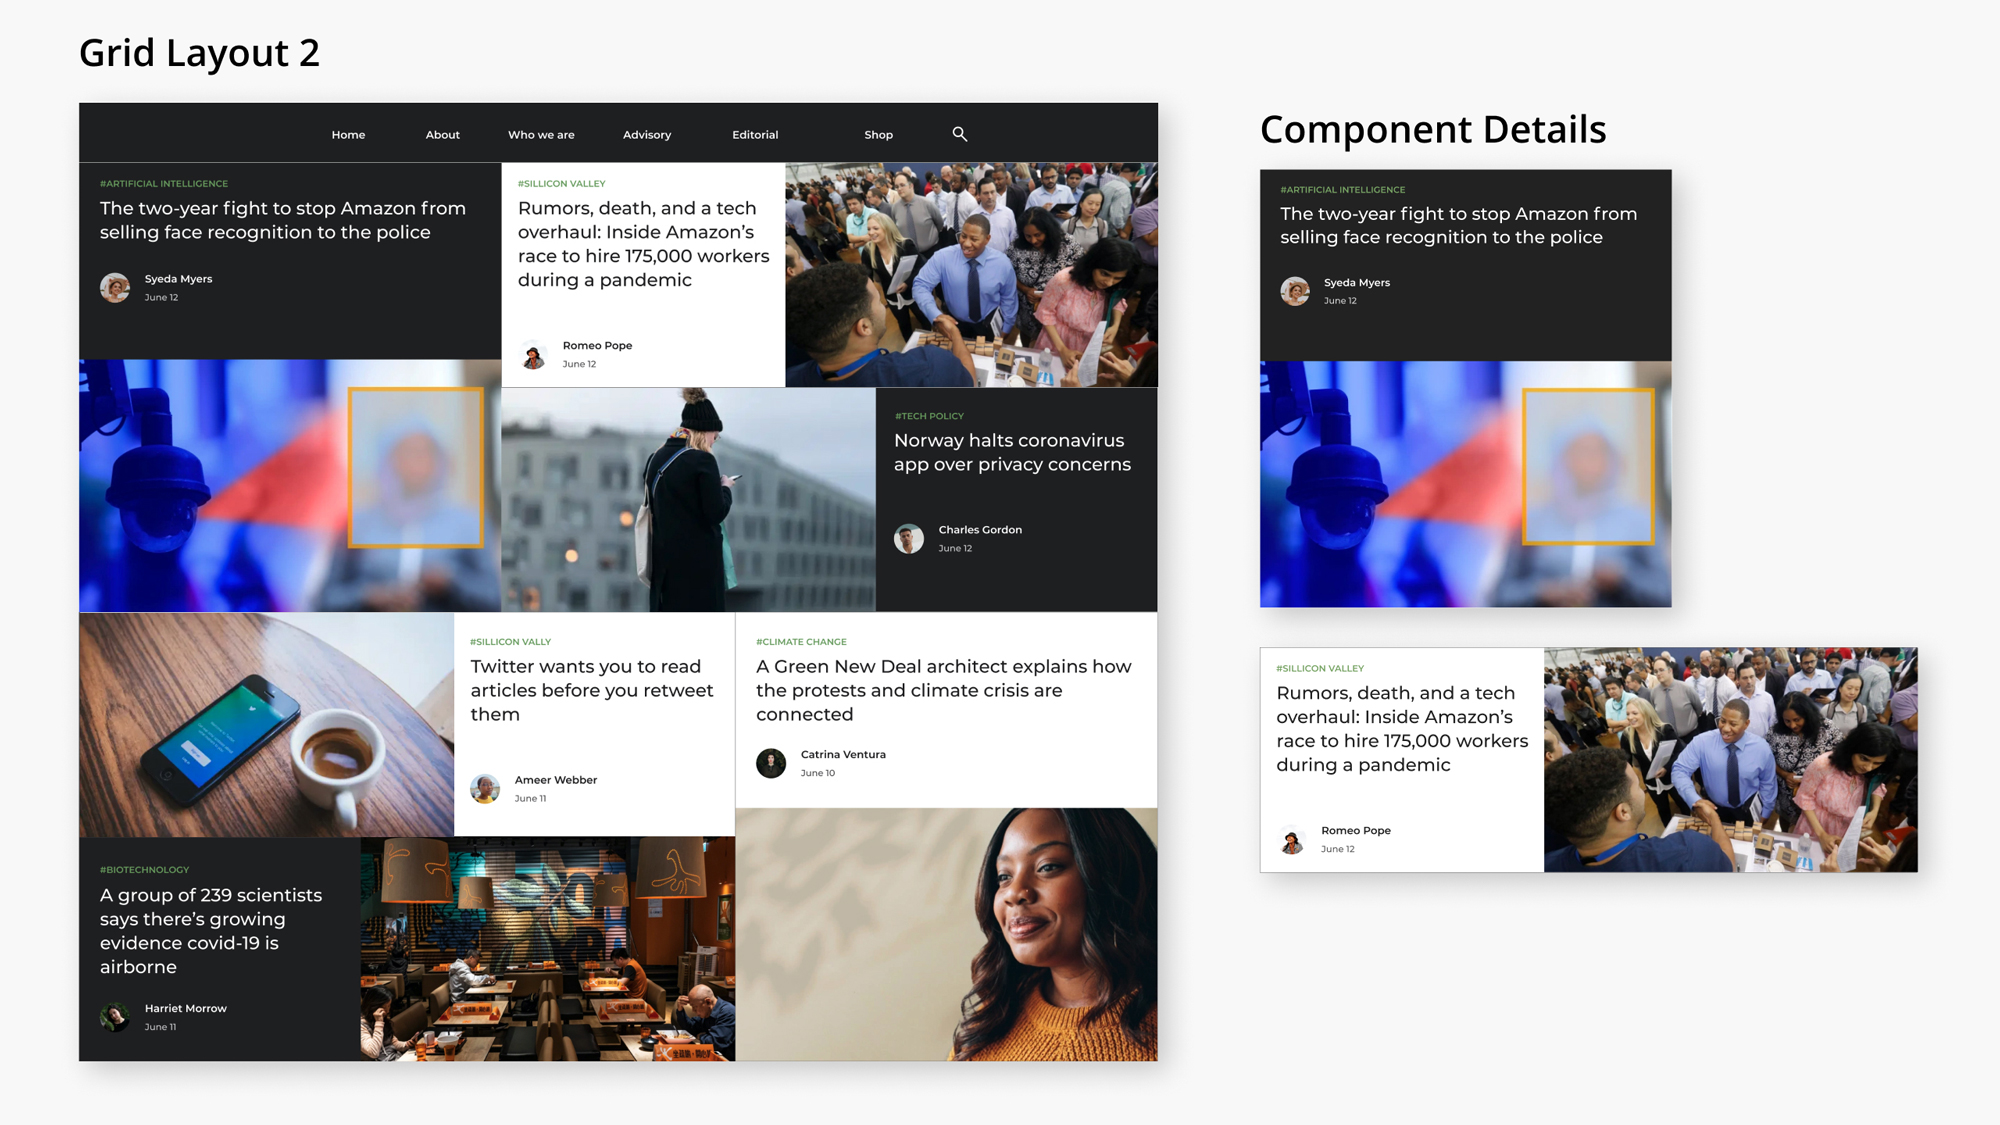 Grid Layout 2
Home About Who we are Advisory Editorial Shop
#ARTIFICIAL INTELLIGENCE
The two-year fight to stop Amazon from
selling face recognition to the police
Syeda Myers
June 12
#SILLICON VALLEY
Rumors, death, and a tech
overhaul: Inside Amazon’s
race to hire 175,000 workers
during a pandemic
Romeo Pope
June 12
#TECH POLICY
Norway halts coronavirus
app over privacy concerns
Charles Gordon
June 12
#SILLICON VALLY
Twitter wants you to read
articles before you retweet
them
Ameer Webber
June 11
#CLIMATE CHANGE
A Green New Deal architect explains how
the protests and climate crisis are
connected
Catrina Ventura
June 10
#BIOTECHNOLOGY
A group of 239 scientists
says there’s growing
evidence covid-19 is
airborne
Harriet Morrow
June 11
Component Details
#ARTIFICIAL INTELLIGENCE
The two-year fight to stop Amazon from
selling face recognition to the police
Syeda Myers
June 12
#SILLICON VALLEY
Rumors, death, and a tech
overhaul: Inside Amazon’s
race to hire 175,000 workers
during a pandemic
Romeo Pope
June 12